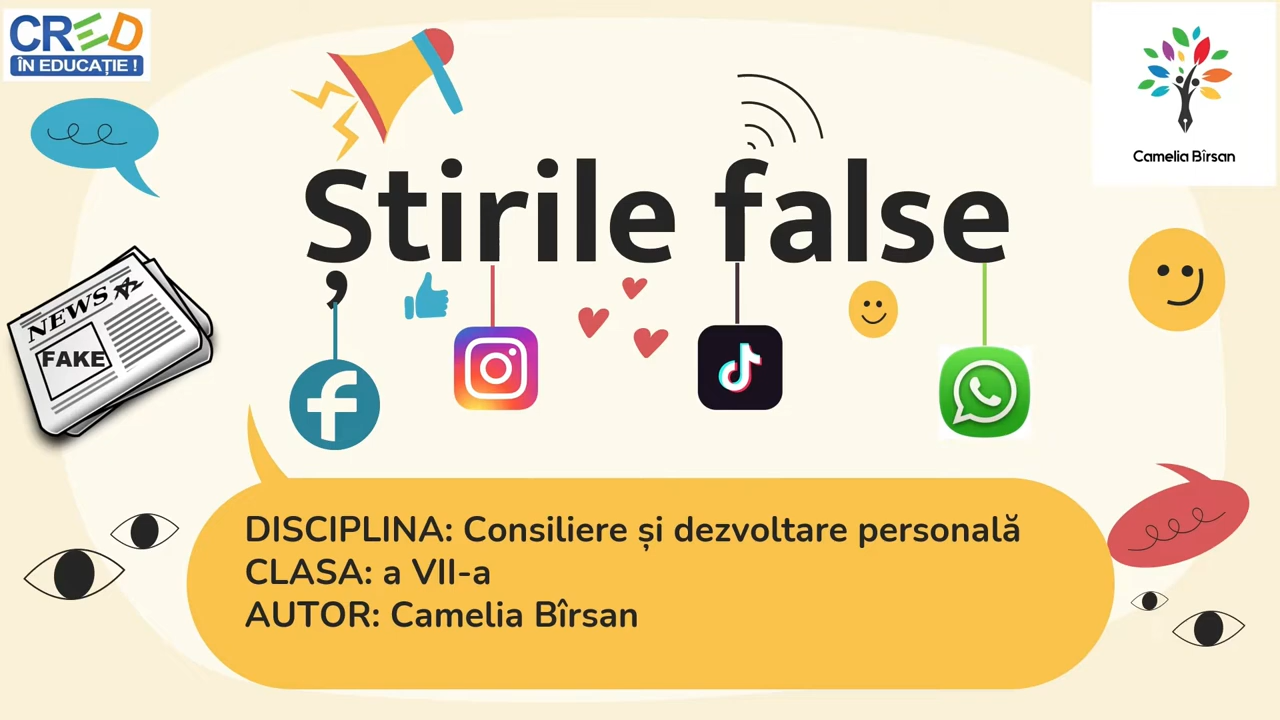 CRED
ÎN EDUCAȚIE !
Camelia Bîrsan
Știrile false
NEWS
FAKE
DISCIPLINA: Consiliere și dezvoltare personală
CLASA: a VII-a
AUTOR: Camelia Bîrsan